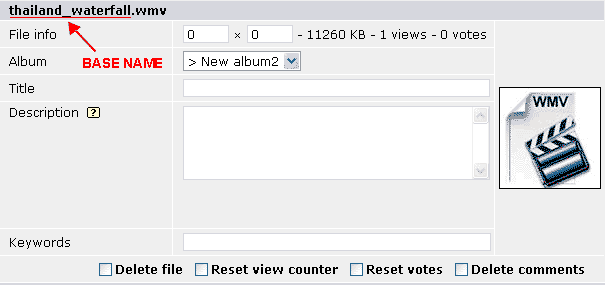 thailand_waterfall.wmv
File info 0 × 0 - 11260 KB - 1 views - 0 votes
Album > New album2
BASE NAME
Title
WMV
Description ?
Keywords
Delete file Reset view counter Reset votes Delete comments